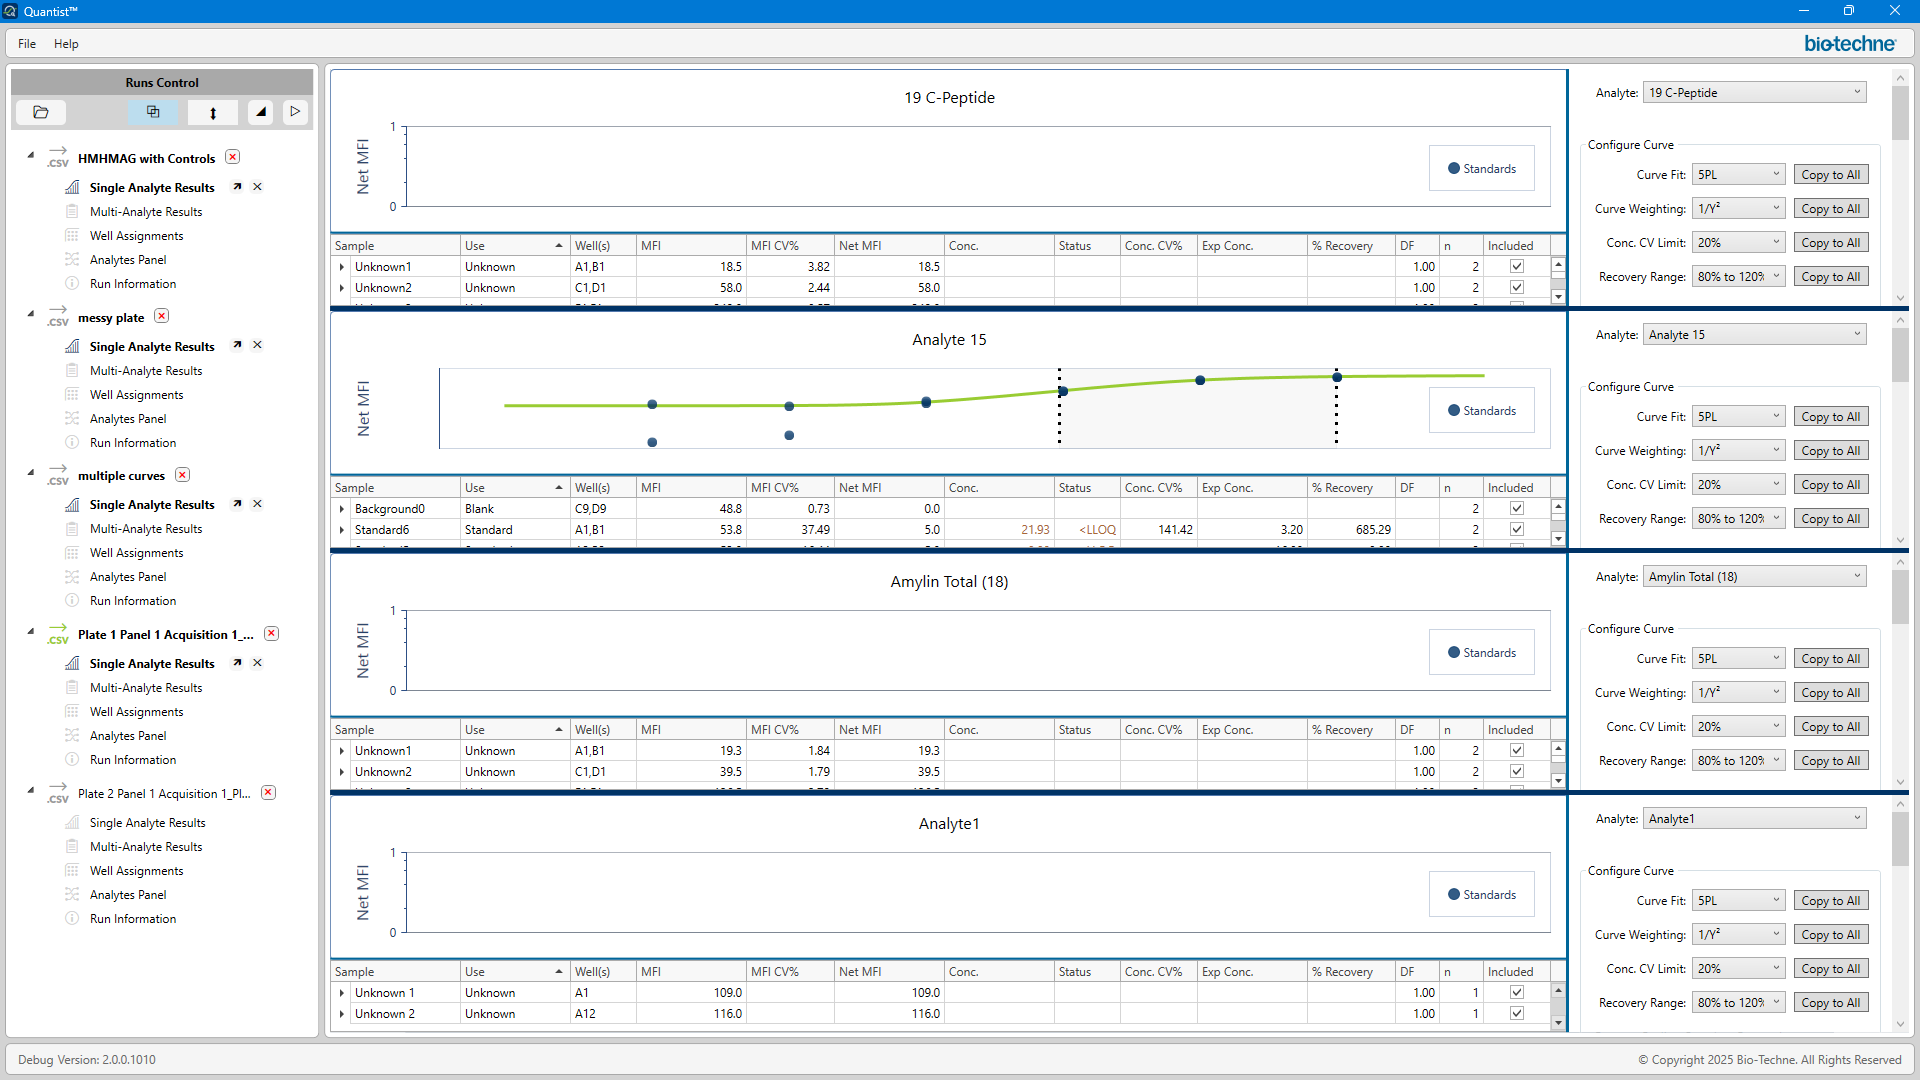 Quantist™
File Help
bio-techne
Runs Control
.CSV HMHMAG with Controls
Single Analyte Results
Multi-Analyte Results
Well Assignments
Analytes Panel
Run Information
.CSV messy plate
Single Analyte Results
Multi-Analyte Results
Well Assignments
Analytes Panel
Run Information
.CSV multiple curves
Single Analyte Results
Multi-Analyte Results
Well Assignments
Analytes Panel
Run Information
.CSV Plate 1 Panel 1 Acquisition 1_...
Single Analyte Results
Multi-Analyte Results
Well Assignments
Analytes Panel
Run Information
.CSV Plate 2 Panel 1 Acquisition 1_Pl...
Single Analyte Results
Multi-Analyte Results
Well Assignments
Analytes Panel
Run Information
19 C-Peptide
Net MFI
1
0
Standards
Sample Use Well(s) MFI MFI CV% Net MFI Conc. Status Conc. CV% Exp Conc. % Recovery DF n Included
Unknown1 Unknown A1,B1 18.5 3.82 18.5 1.00 2
Unknown2 Unknown C1,D1 58.0 2.44 58.0 1.00 2
Analyte: 19 C-Peptide
Configure Curve
Curve Fit: 5PL Copy to All
Curve Weighting: 1/Y² Copy to All
Conc. CV Limit: 20% Copy to All
Recovery Range: 80% to 120% Copy to All
Analyte 15
Net MFI
Standards
Sample Use Well(s) MFI MFI CV% Net MFI Conc. Status Conc. CV% Exp Conc. % Recovery DF n Included
Background0 Blank C9,D9 48.8 0.73 0.0 2
Standard6 Standard A1,B1 53.8 37.49 5.0 21.93 <LLOQ 141.42 3.20 685.29 2
Analyte: Analyte 15
Configure Curve
Curve Fit: 5PL Copy to All
Curve Weighting: 1/Y² Copy to All
Conc. CV Limit: 20% Copy to All
Recovery Range: 80% to 120% Copy to All
Amylin Total (18)
Net MFI
1
0
Standards
Sample Use Well(s) MFI MFI CV% Net MFI Conc. Status Conc. CV% Exp Conc. % Recovery DF n Included
Unknown1 Unknown A1,B1 19.3 1.84 19.3 1.00 2
Unknown2 Unknown C1,D1 39.5 1.79 39.5 1.00 2
Analyte: Amylin Total (18)
Configure Curve
Curve Fit: 5PL Copy to All
Curve Weighting: 1/Y² Copy to All
Conc. CV Limit: 20% Copy to All
Recovery Range: 80% to 120% Copy to All
Analyte1
Net MFI
1
0
Standards
Sample Use Well(s) MFI MFI CV% Net MFI Conc. Status Conc. CV% Exp Conc. % Recovery DF n Included
Unknown 1 Unknown A1 109.0 109.0 1.00 1
Unknown 2 Unknown A12 116.0 116.0 1.00 1
Analyte: Analyte1
Configure Curve
Curve Fit: 5PL Copy to All
Curve Weighting: 1/Y² Copy to All
Conc. CV Limit: 20% Copy to All
Recovery Range: 80% to 120% Copy to All
Debug Version: 2.0.0.1010
© Copyright 2025 Bio-Techne. All Rights Reserved